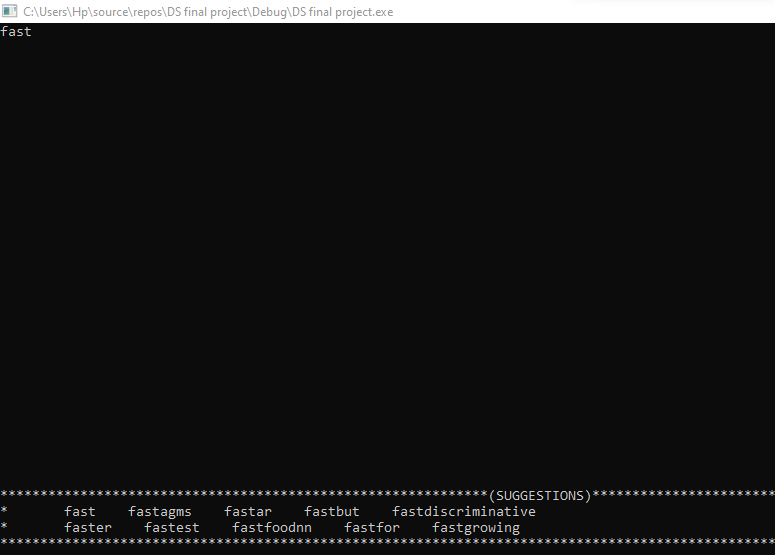 C:\Users\Hp\source\repos\DS final project\Debug\DS final project.exe
fast
*************************************************************(SUGGESTIONS)***********************
*       fast    fastagms    fastar    fastbut    fastdiscriminative
*       faster    fastest    fastfoodnn    fastfor    fastgrowing
*************************************************************************************************